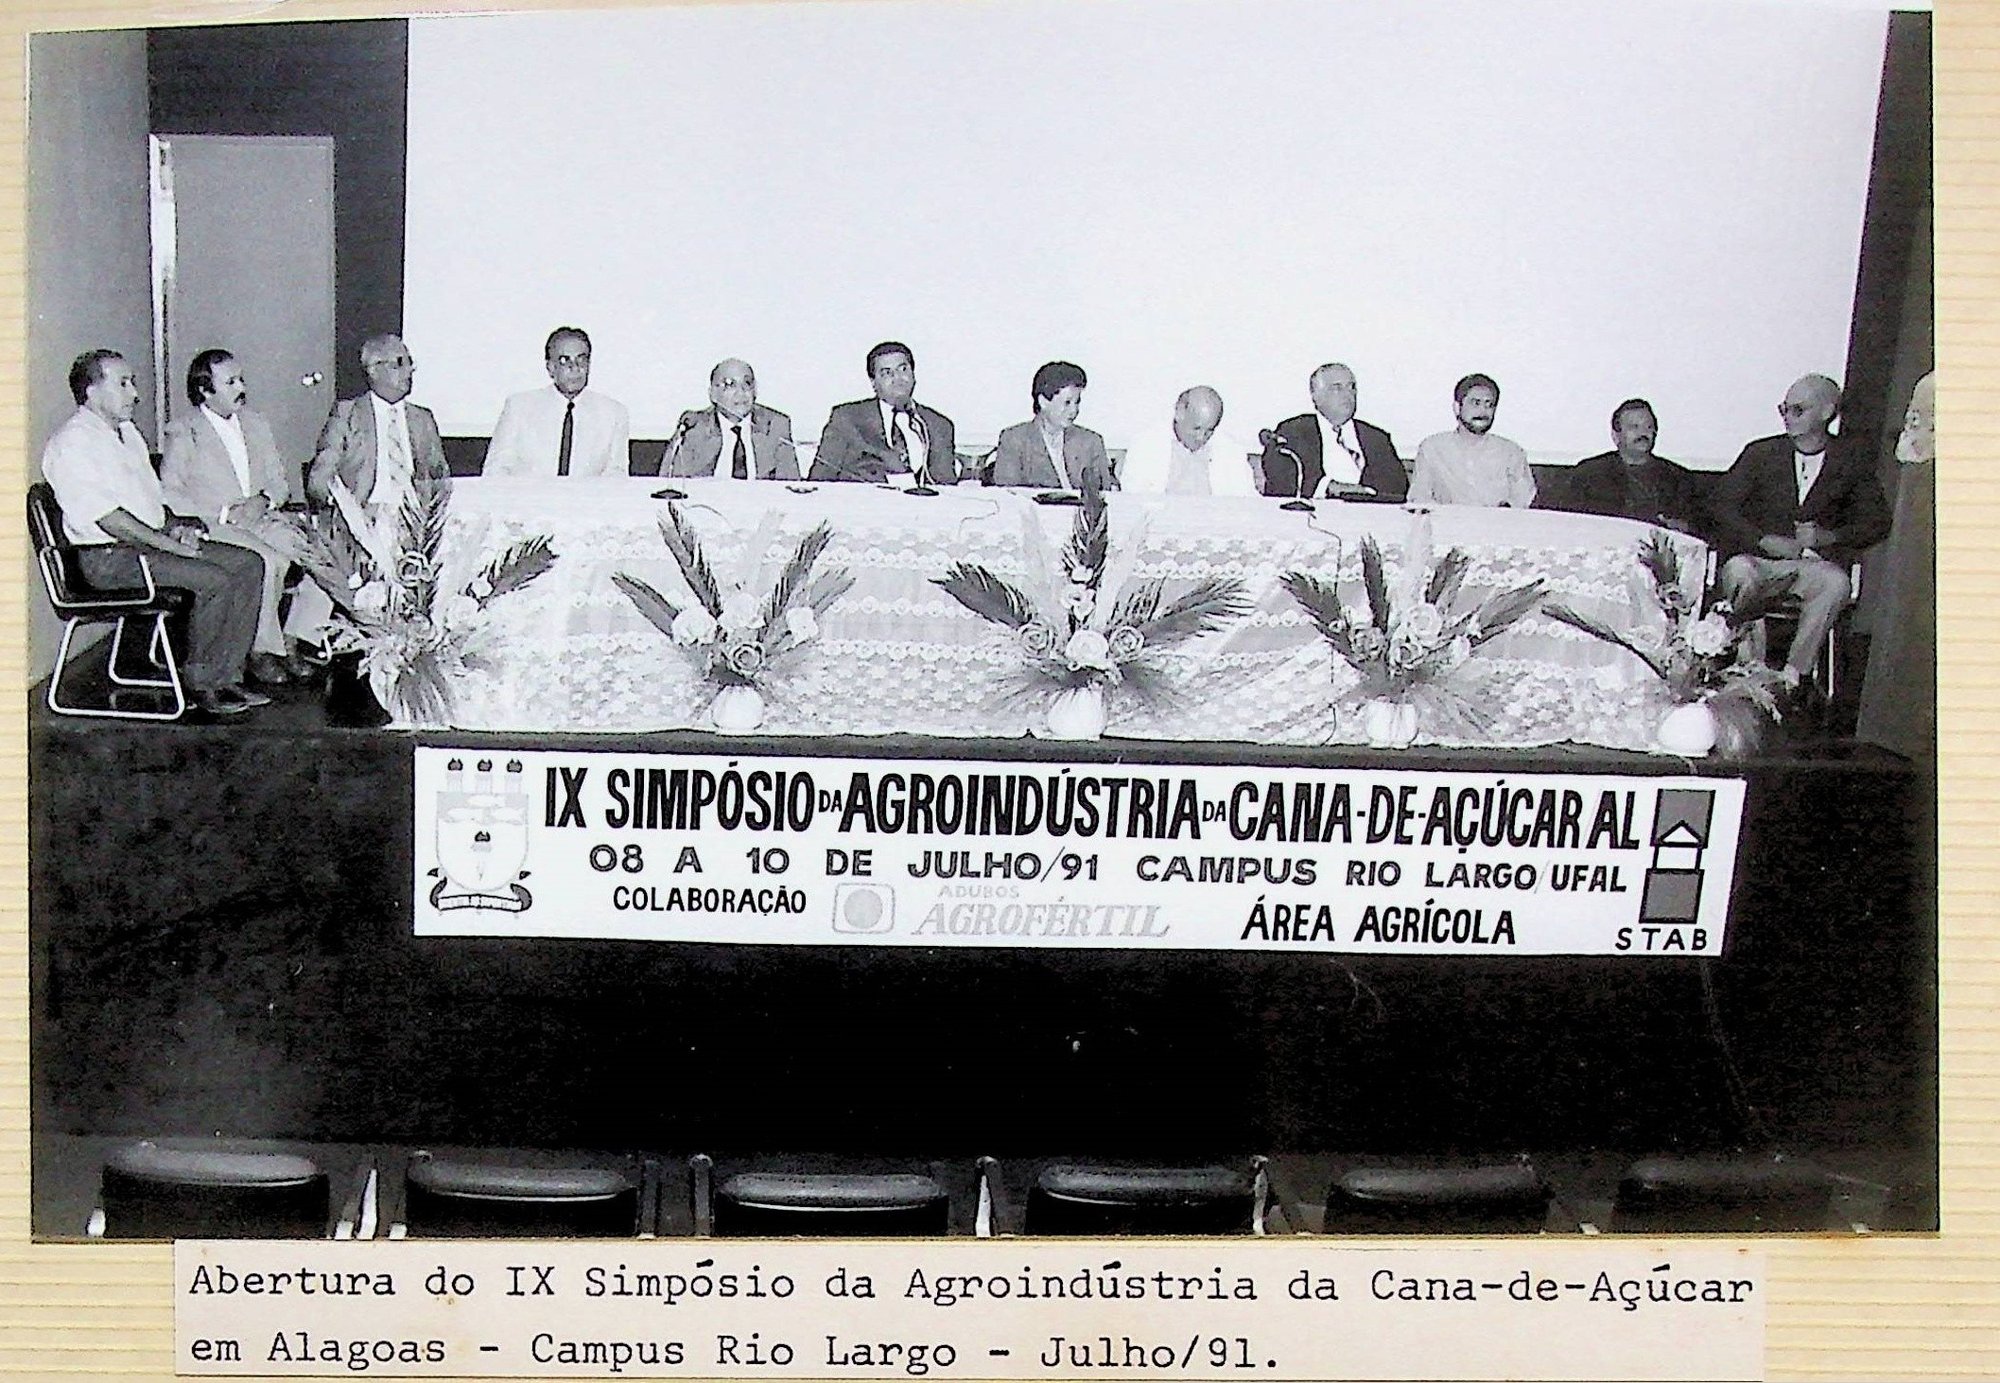 IX SIMPÓSIO DA AGROINDÚSTRIA DA CANA-DE-AÇÚCAR AL
08 A 10 DE JULHO/91 CAMPUS RIO LARGO/UFAL
COLABORAÇÃO ADUBOS AGROFÉRTIL ÁREA AGRÍCOLA STAB
Abertura do IX Simpósio da Agroindústria da Cana-de-Açúcar
em Alagoas - Campus Rio Largo - Julho/91.